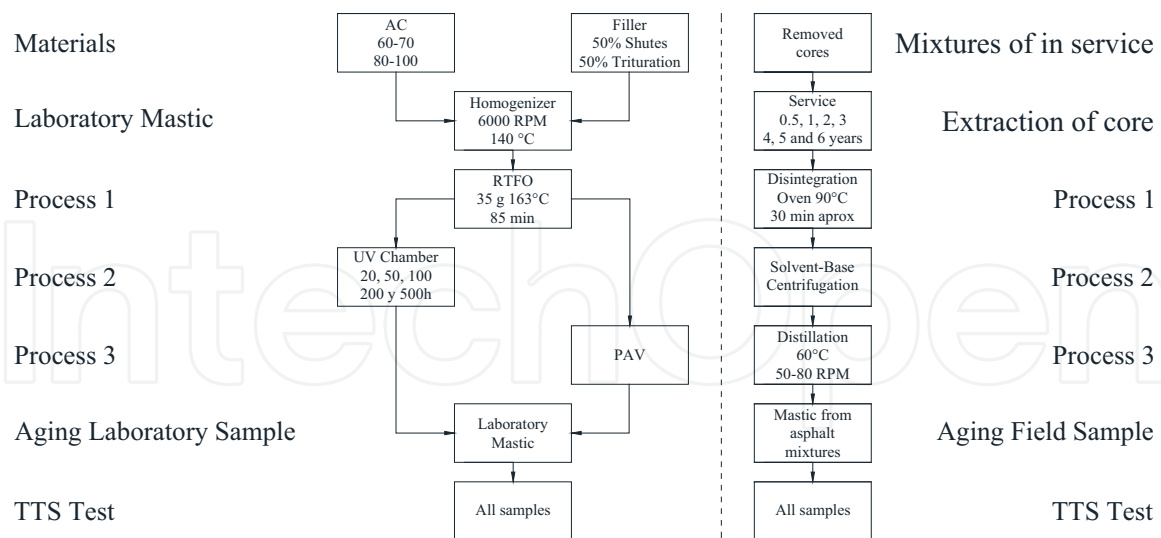 Materials
AC
60-70
80-100
Filler
50% Shutes
50% Trituration
Removed
cores
Mixtures of in service
Laboratory Mastic
Homogenizer
6000 RPM
140 °C
Service
0.5, 1, 2, 3
4, 5 and 6 years
Extraction of core
Process 1
RTFO
35 g 163°C
85 min
Disintegration
Oven 90°C
30 min aprox
Process 1
Process 2
UV Chamber
20, 50, 100
200 y 500h
Solvent-Base
Centrifugation
Process 2
Process 3
PAV
Distillation
60°C
50-80 RPM
Process 3
Aging Laboratory Sample
Laboratory
Mastic
Mastic from
asphalt
mixtures
Aging Field Sample
TTS Test
All samples
All samples
TTS Test
IntechOpen